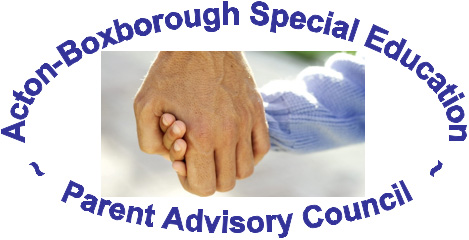 Acton-Boxborough Special Education
~ Parent Advisory Council ~